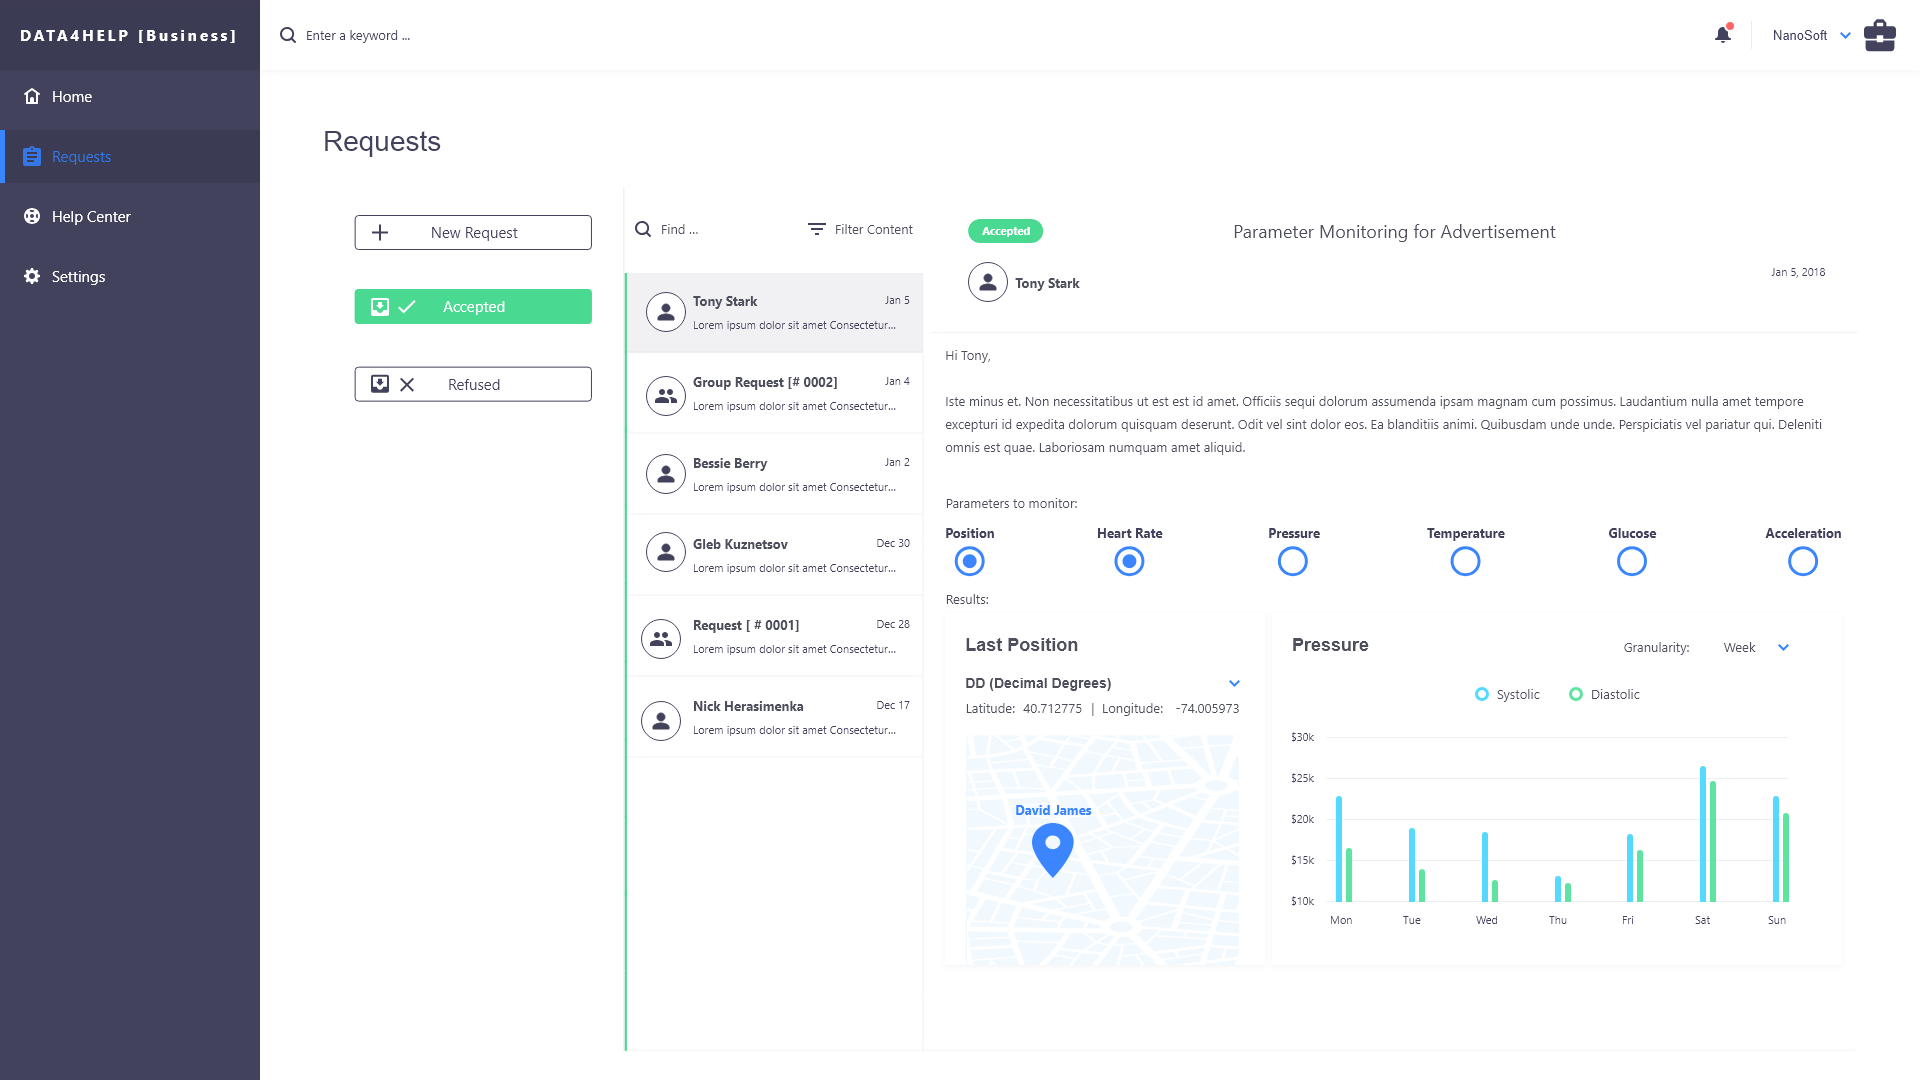 DATA4HELP [Business]
Enter a keyword ...
NanoSoft
Home
Requests
Help Center
Settings
Requests
New Request
Accepted
Refused
Find ...
Filter Content
Tony Stark
Jan 5
Lorem ipsum dolor sit amet Consectetur...
Group Request [# 0002]
Jan 4
Lorem ipsum dolor sit amet Consectetur...
Bessie Berry
Jan 2
Lorem ipsum dolor sit amet Consectetur...
Gleb Kuznetsov
Dec 30
Lorem ipsum dolor sit amet Consectetur...
Request [ # 0001]
Dec 28
Lorem ipsum dolor sit amet Consectetur...
Nick Herasimenka
Dec 17
Lorem ipsum dolor sit amet Consectetur...
Accepted
Parameter Monitoring for Advertisement
Tony Stark
Jan 5, 2018
Hi Tony,
Iste minus et. Non necessitatibus ut est est id amet. Officiis sequi dolorum assumenda ipsam magnam cum possimus. Laudantium nulla amet tempore
excepturi id expedita dolorum quisquam deserunt. Odit vel sint dolor eos. Ea blanditiis animi. Quibusdam unde unde. Perspiciatis vel pariatur qui. Deleniti
omnis est quae. Laboriosam numquam amet aliquid.
Parameters to monitor:
Position Heart Rate Pressure Temperature Glucose Acceleration
Results:
Last Position
DD (Decimal Degrees)
Latitude: 40.712775 | Longitude: -74.005973
David James
Pressure
Granularity: Week
Systolic Diastolic
$30k
$25k
$20k
$15k
$10k
Mon Tue Wed Thu Fri Sat Sun